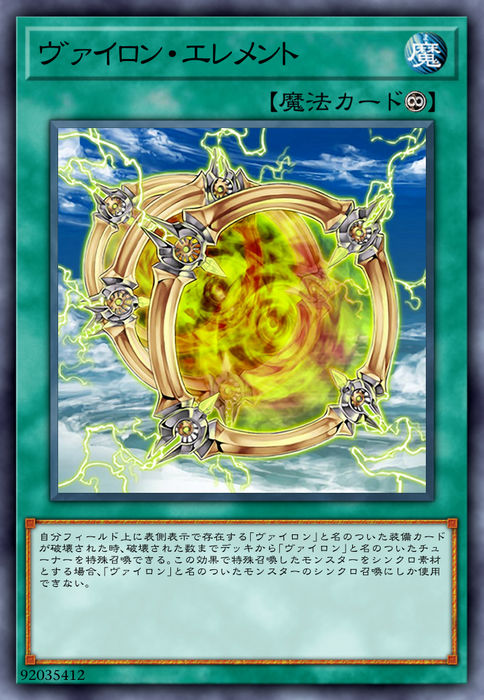 ヴァイロン・エレメント
魔
【魔法カード】
自分フィールド上に表側表示で存在する「ヴァイロン」と名のついた装備カード
が破壊された時、破壊された数までデッキから「ヴァイロン」と名のついたチュ
ーナーを特殊召喚できる。この効果で特殊召喚したモンスターをシンクロ素材
とする場合、「ヴァイロン」と名のついたモンスターのシンクロ召喚にしか使用
できない。
92035412